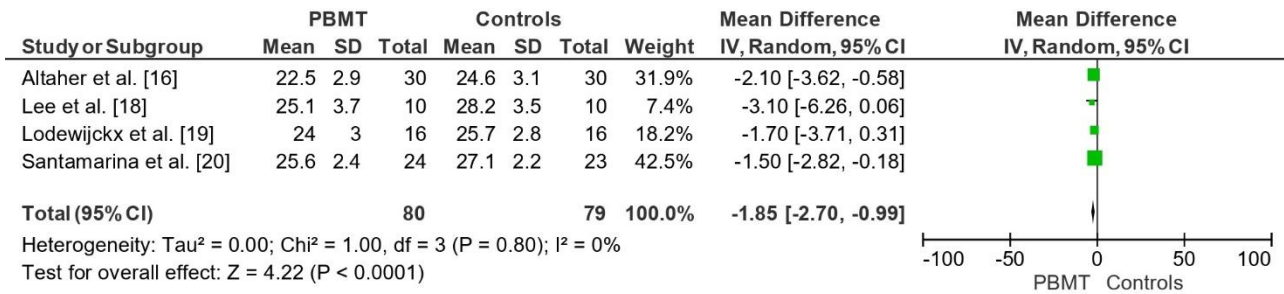 PBMT Controls Mean Difference Mean Difference
Study or Subgroup Mean SD Total Mean SD Total Weight IV, Random, 95% CI IV, Random, 95% CI
Altaher et al. [16] 22.5 2.9 30 24.6 3.1 30 31.9% -2.10 [-3.62, -0.58]
Lee et al. [18] 25.1 3.7 10 28.2 3.5 10 7.4% -3.10 [-6.26, 0.06]
Lodewijckx et al. [19] 24 3 16 25.7 2.8 16 18.2% -1.70 [-3.71, 0.31]
Santamarina et al. [20] 25.6 2.4 24 27.1 2.2 23 42.5% -1.50 [-2.82, -0.18]
Total (95% CI) 80 79 100.0% -1.85 [-2.70, -0.99]
Heterogeneity: Tau² = 0.00; Chi² = 1.00, df = 3 (P = 0.80); I² = 0%
Test for overall effect: Z = 4.22 (P < 0.0001)
-100 -50 0 50 100
PBMT Controls